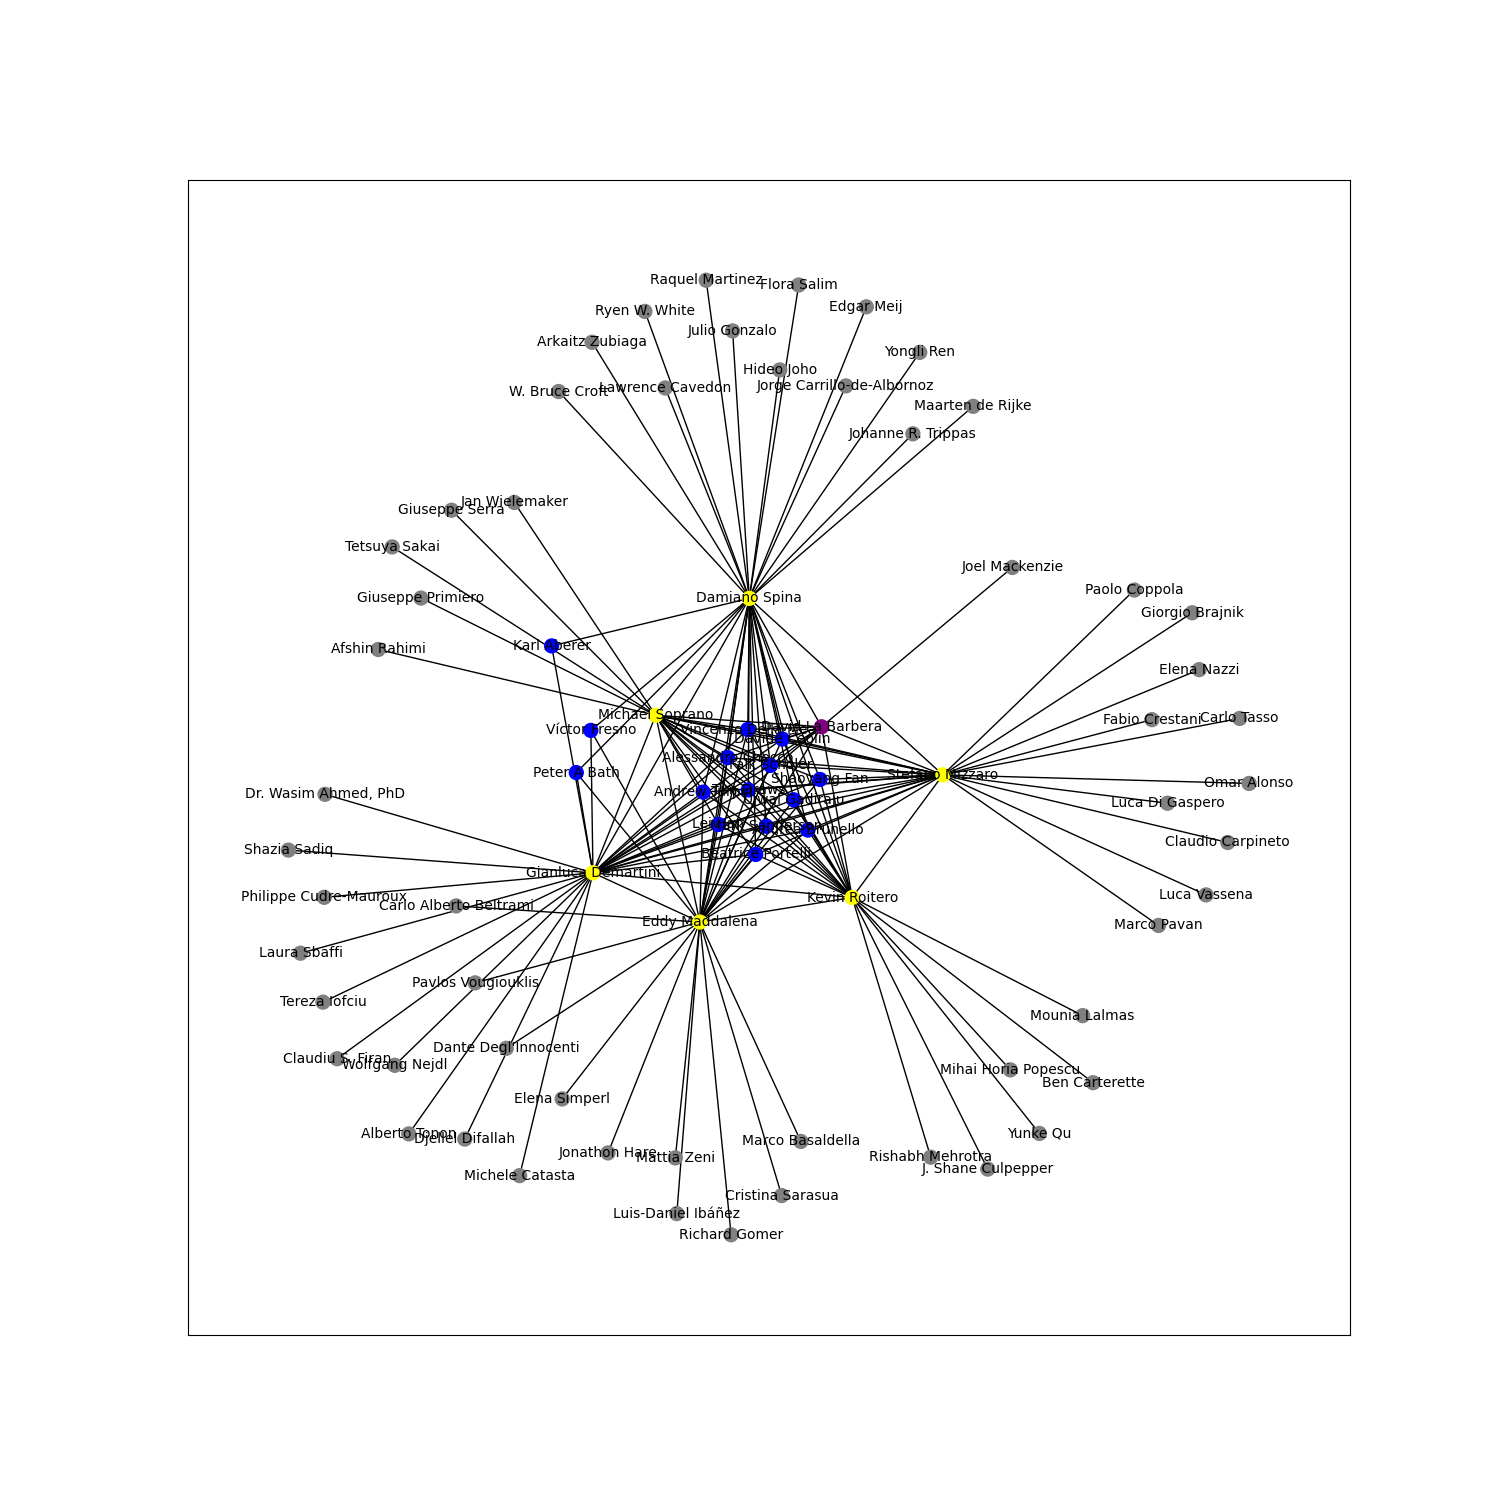 Raquel Martinez
Flora Salim
Ryen W. White
Edgar Meij
Julio Gonzalo
Arkaitz Zubiaga
Yongli Ren
Hideo Joho
W. Bruce Croft
Lawrence Cavedon
Jorge Carrillo-de-Albornoz
Maarten de Rijke
Johanne R. Trippas
Jan Wielemaker
Giuseppe Serra
Tetsuya Sakai
Joel Mackenzie
Paolo Coppola
Giuseppe Primiero
Damiano Spina
Giorgio Brajnik
Karl Aberer
Afshin Rahimi
Elena Nazzi
Michael Soprano
Fabio Crestani
Carlo Tasso
Víctor Fresno
Vincenzo
David La Barbera
Davide Ceolin
Alessandro Checco
Peter A. Bath
Shaoyang Fan
Stefano Mizzaro
Omar Alonso
Dr. Wasim Ahmed, PhD
Andrea
Luca Di Gaspero
Brunello
Claudio Carpineto
Shazia Sadiq
Beatrice Portelli
Gianluca Demartini
Philippe Cudre-Mauroux
Carlo Alberto Beltrami
Kevin Roitero
Luca Vassena
Eddy Maddalena
Marco Pavan
Laura Sbaffi
Pavlos Vougiouklis
Tereza Iofciu
Mounia Lalmas
Dante Degl'Innocenti
Claudiu S. Firan
Wolfgang Nejdl
Mihai Horia Popescu
Ben Carterette
Elena Simperl
Alberto Tonon
Djellel Difallah
Yunke Qu
Marco Basaldella
Jonathon Hare
Mattia Zeni
Rishabh Mehrotra
J. Shane Culpepper
Michele Catasta
Cristina Sarasua
Luis-Daniel Ibáñez
Richard Gomer